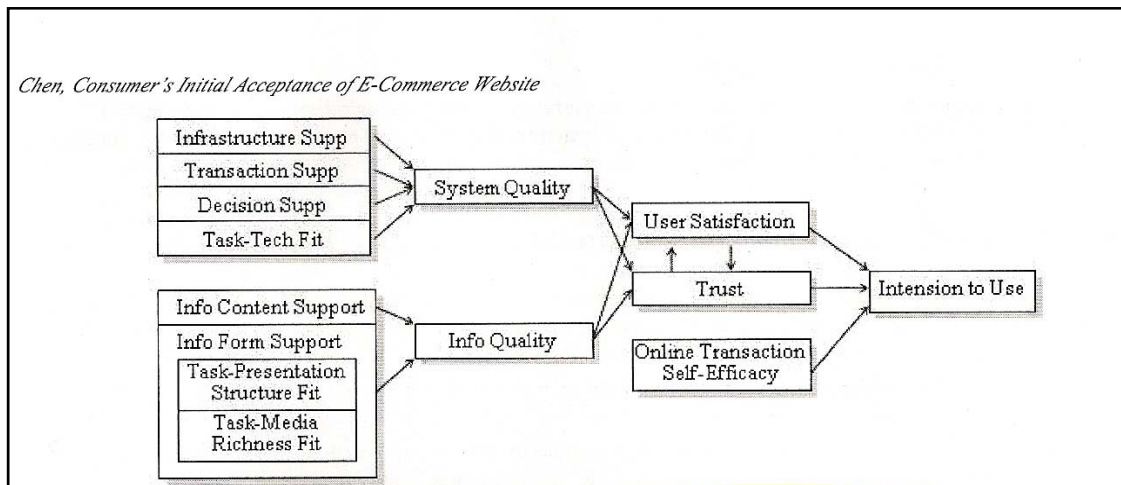 Chen, Consumer's Initial Acceptance of E-Commerce Website
Infrastructure Supp
Transaction Supp
Decision Supp
Task-Tech Fit
System Quality
User Satisfaction
Trust
Intension to Use
Info Content Support
Info Form Support
Task-Presentation
Structure Fit
Task-Media
Richness Fit
Info Quality
Online Transaction
Self-Efficacy